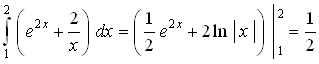 ∫₁² (e^{2x} + 2/x) dx = (1/2 e^{2x} + 2 ln |x|) |₁² = 1/2